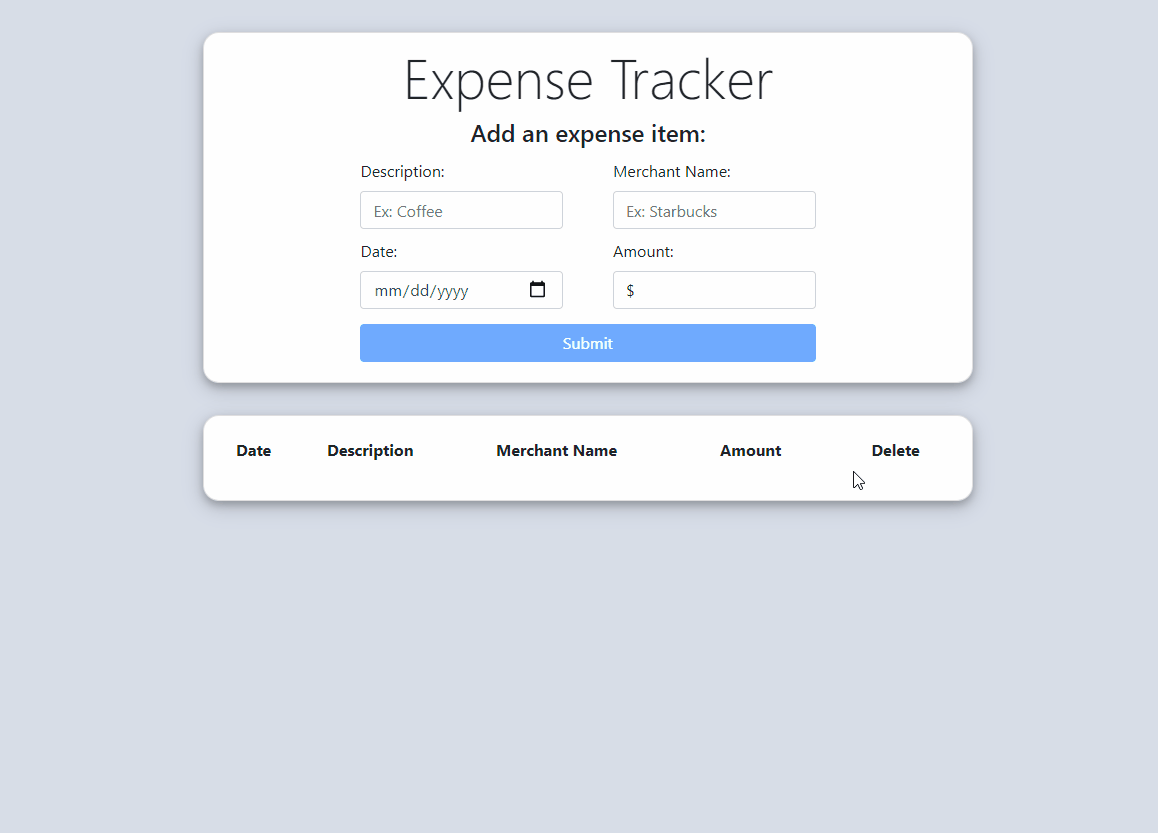 Expense Tracker
Add an expense item:
Description: Merchant Name:
Ex: Coffee Ex: Starbucks
Date: Amount:
mm/dd/yyyy $
Submit
Date Description Merchant Name Amount Delete